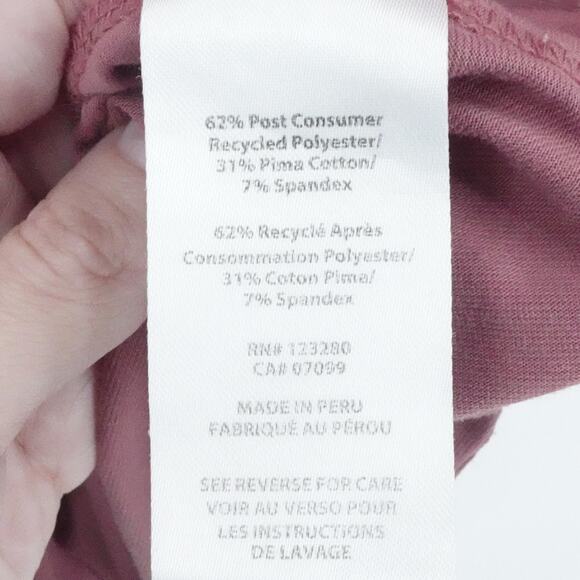 62% Post Consumer
Recycled Polyester/
31% Pima Cotton/
7% Spandex
62% Recyclé Après
Consommation Polyester/
31% Coton Pima/
7% Spandex
RN# 123280
CA# 07099
MADE IN PERU
FABRIQUÉ AU PÉROU
SEE REVERSE FOR CARE
VOIR AU VERSO POUR
LES INSTRUCTIONS
DE LAVAGE